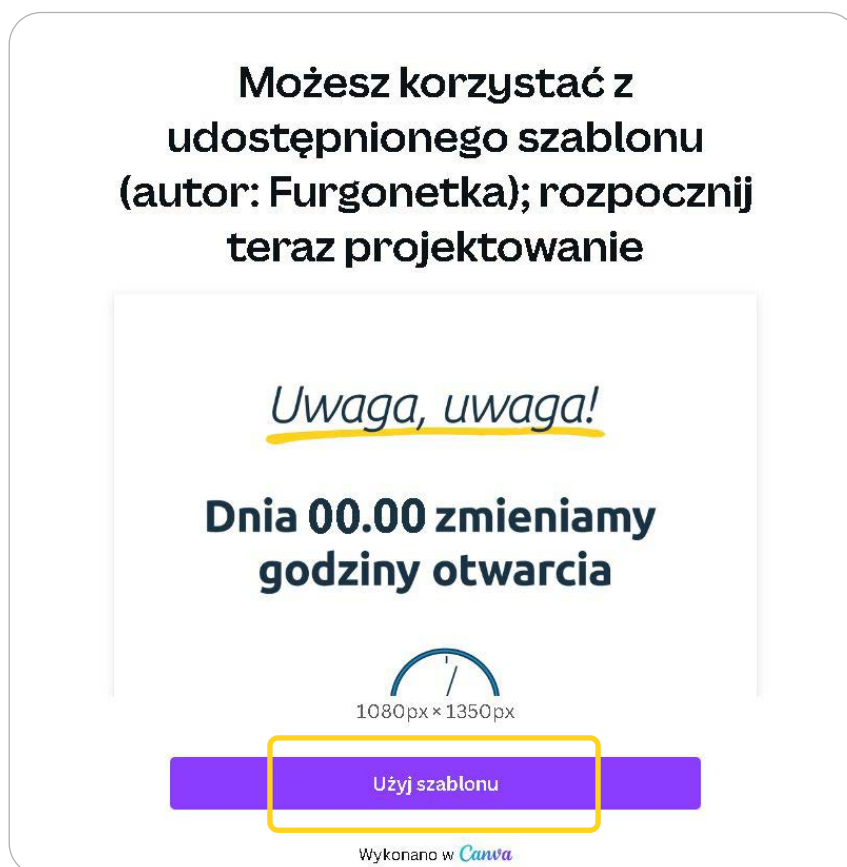 Możesz korzystać z
udostępnionego szablonu
(autor: Furgonetka); rozpocznij
teraz projektowanie
Uwaga, uwaga!
Dnia 00.00 zmieniamy
godziny otwarcia
1080px × 1350px
Użyj szablonu
Wykonano w Canva